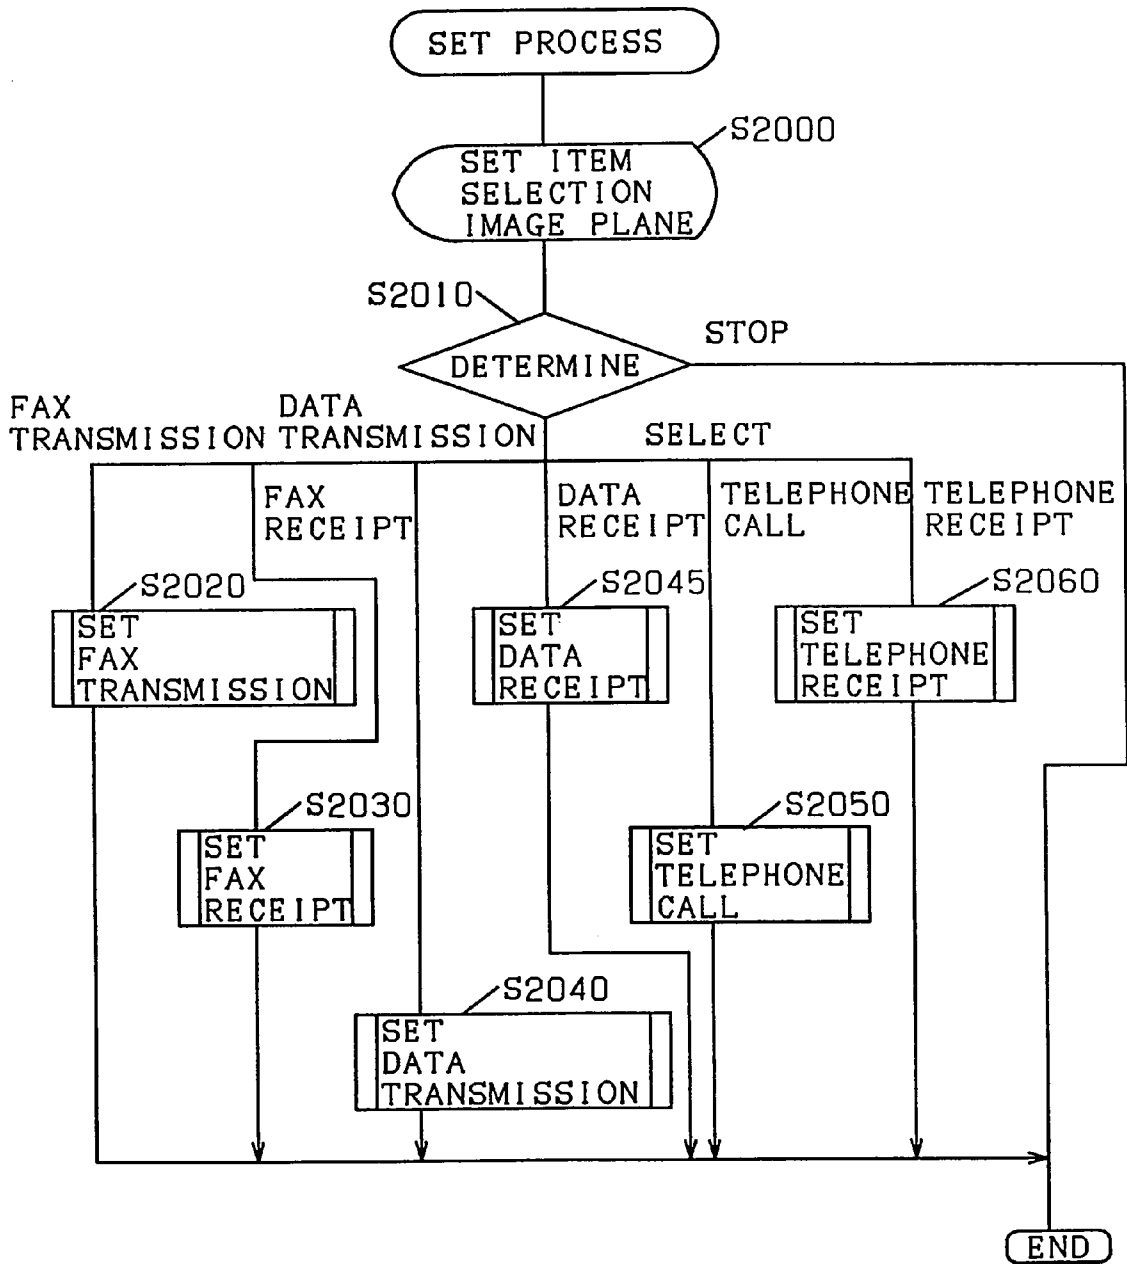 SET PROCESS
S2000
SET ITEM
SELECTION
IMAGE PLANE
S2010
DETERMINE
STOP
FAX
TRANSMISSION
DATA
TRANSMISSION
SELECT
FAX
RECEIPT
DATA
RECEIPT
TELEPHONE
CALL
TELEPHONE
RECEIPT
S2020
SET
FAX
TRANSMISSION
S2045
SET
DATA
RECEIPT
S2060
SET
TELEPHONE
RECEIPT
S2030
SET
FAX
RECEIPT
S2050
SET
TELEPHONE
CALL
S2040
SET
DATA
TRANSMISSION
END